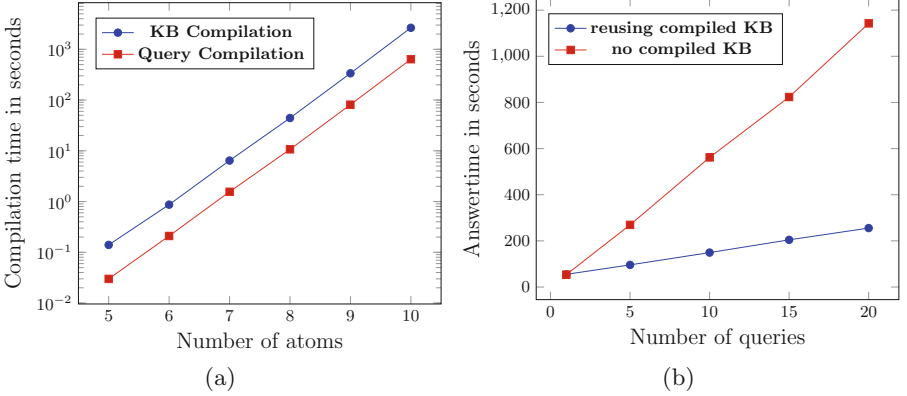 KB Compilation
Query Compilation
Compilation time in seconds
10^3
10^2
10^1
10^0
10^−1
10^−2
5 6 7 8 9 10
Number of atoms
(a)
reusing compiled KB
no compiled KB
Answertime in seconds
1,200
1,000
800
600
400
200
0
0 5 10 15 20
Number of queries
(b)